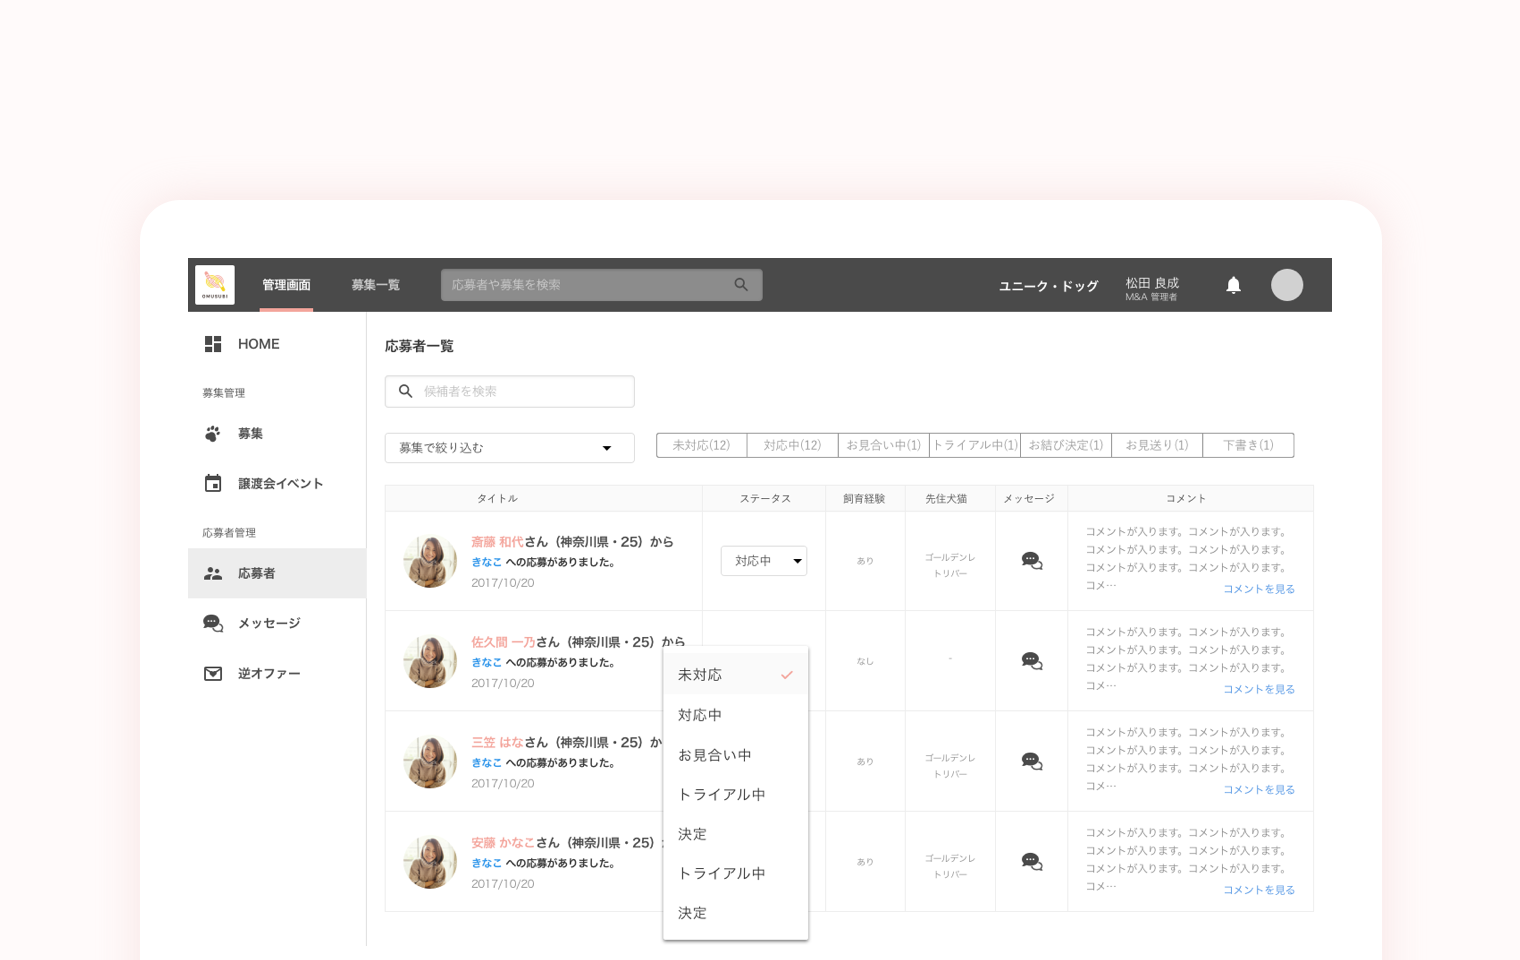 OMUSUBI
管理画面
募集一覧
応募者や募集を検索
ユニーク・ドッグ
松田 良成
M&A 管理者
HOME
募集管理
募集
譲渡会イベント
応募者管理
応募者
メッセージ
逆オファー
応募者一覧
候補者を検索
募集で絞り込む
未対応(12)
対応中(12)
お見合い中(1)
トライアル中(1)
お結び決定(1)
お見送り(1)
下書き(1)
タイトル
ステータス
飼育経験
先住犬猫
メッセージ
コメント
斎藤 和代さん（神奈川県・25）から
きなこ への応募がありました。
2017/10/20
対応中
あり
ゴールデンレ
トリバー
コメントが入ります。コメントが入ります。
コメントが入ります。コメントが入ります。
コメントが入ります。コメントが入ります。
コメ…
コメントを見る
佐久間 一乃さん（神奈川県・25）から
きなこ への応募がありました。
2017/10/20
なし
-
コメントが入ります。コメントが入ります。
コメントが入ります。コメントが入ります。
コメントが入ります。コメントが入ります。
コメ…
コメントを見る
三笠 はなさん（神奈川県・25）か
きなこ への応募がありました。
2017/10/20
あり
ゴールデンレ
トリバー
コメントが入ります。コメントが入ります。
コメントが入ります。コメントが入ります。
コメントが入ります。コメントが入ります。
コメ…
コメントを見る
安藤 かなこさん（神奈川県・25）
きなこ への応募がありました。
2017/10/20
あり
ゴールデンレ
トリバー
コメントが入ります。コメントが入ります。
コメントが入ります。コメントが入ります。
コメントが入ります。コメントが入ります。
コメ…
コメントを見る
未対応
対応中
お見合い中
トライアル中
決定
トライアル中
決定